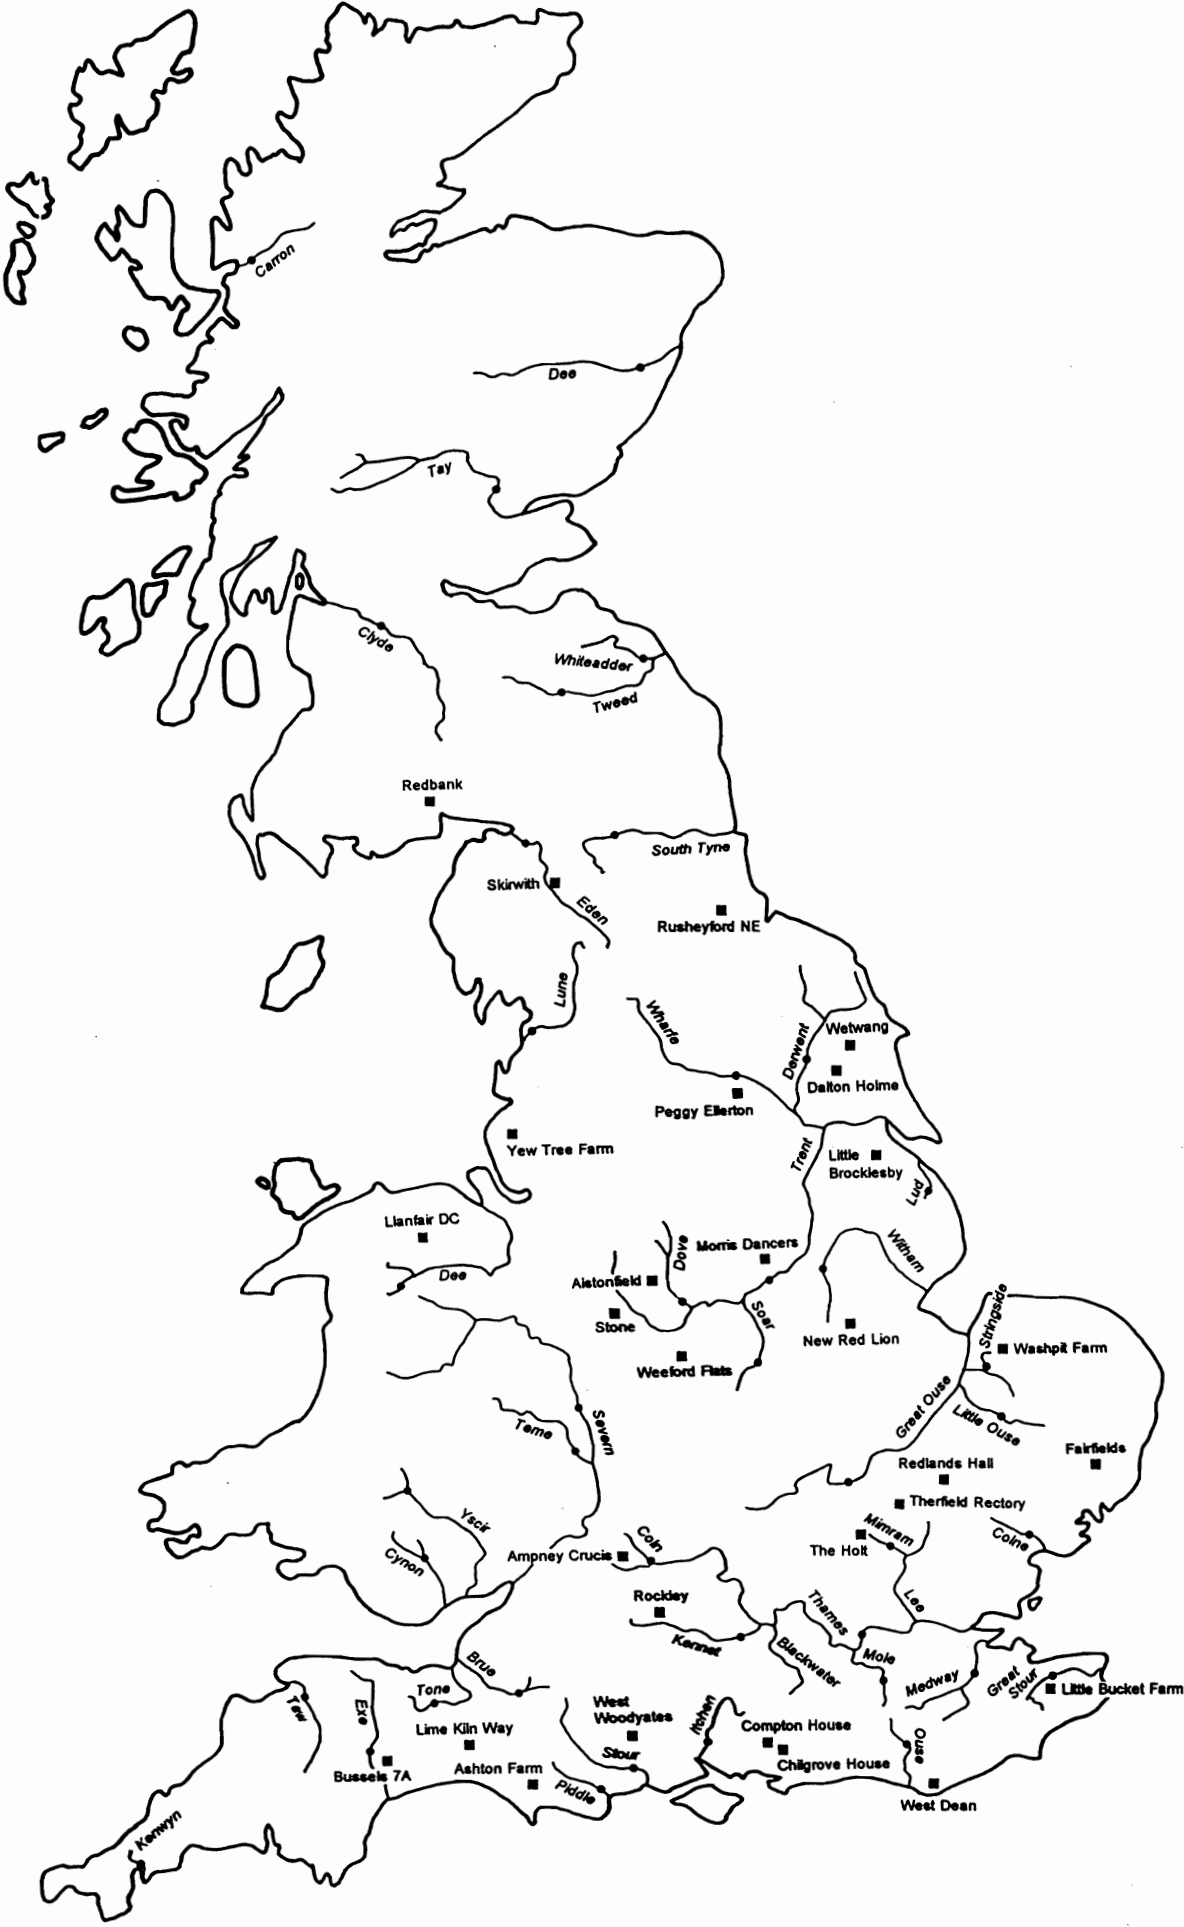 Carron
Dee
Tay
Clyde
Whiteadder
Tweed
Redbank
South Tyne
Skirwith
Eden
Rusheyford NE
Lune
Wharfe
Derwent
Wetwang
Dalton Holme
Peggy Ellerton
Yew Tree Farm
Trent
Little
Brocklesby
Lud
Llanfair DC
Dee
Dove
Morris Dancers
Witham
Alstonfield
Stone
Soar
New Red Lion
Stringside
Washpit Farm
Weeford Flats
Great Ouse
Little Ouse
Severn
Teme
Fairfields
Redlands Hall
Therfield Rectory
Yscir
Cynon
Mimram
The Holt
Colne
Coln
Ampney Crucis
Rockley
Lee
Thames
Kennet
Blackwater
Mole
Medway
Great
Stour
Little Bucket Farm
Brue
Tone
Taw
Exe
Lime Kiln Way
West
Woodyates
Itchen
Compton House
Chilgrove House
Ouse
Stour
Bussels 7A
Ashton Farm
Piddle
West Dean
Kenwyn